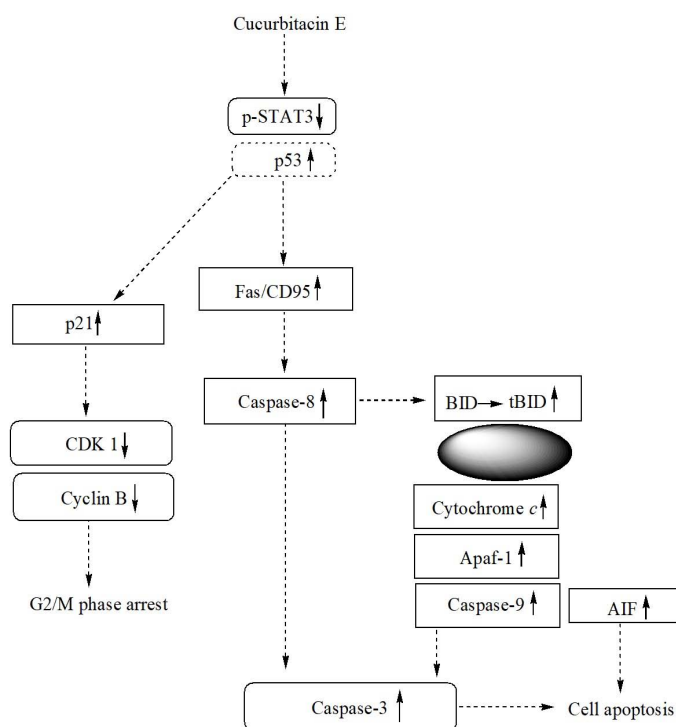 Cucurbitacin E
p-STAT3
p53
Fas/CD95
p21
Caspase-8
BID tBID
CDK 1
Cyclin B
Cytochrome c
Apaf-1
G2/M phase arrest
Caspase-9
AIF
Caspase-3
Cell apoptosis